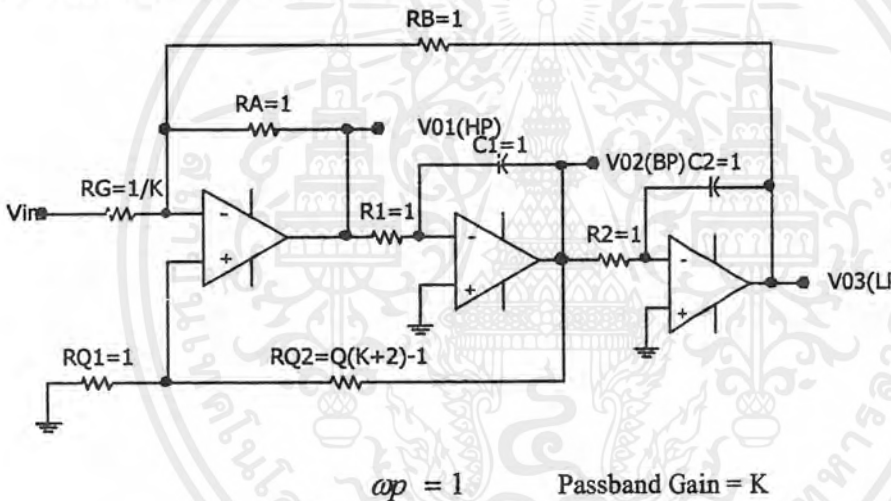 RB=1
RA=1
V01(HP)
C1=1
V02(BP)
C2=1
RG=1/K
Vin
R1=1
R2=1
-
+
-
+
-
+
V03(LP
RQ1=1
RQ2=Q(K+2)-1
ωp = 1
Passband Gain = K